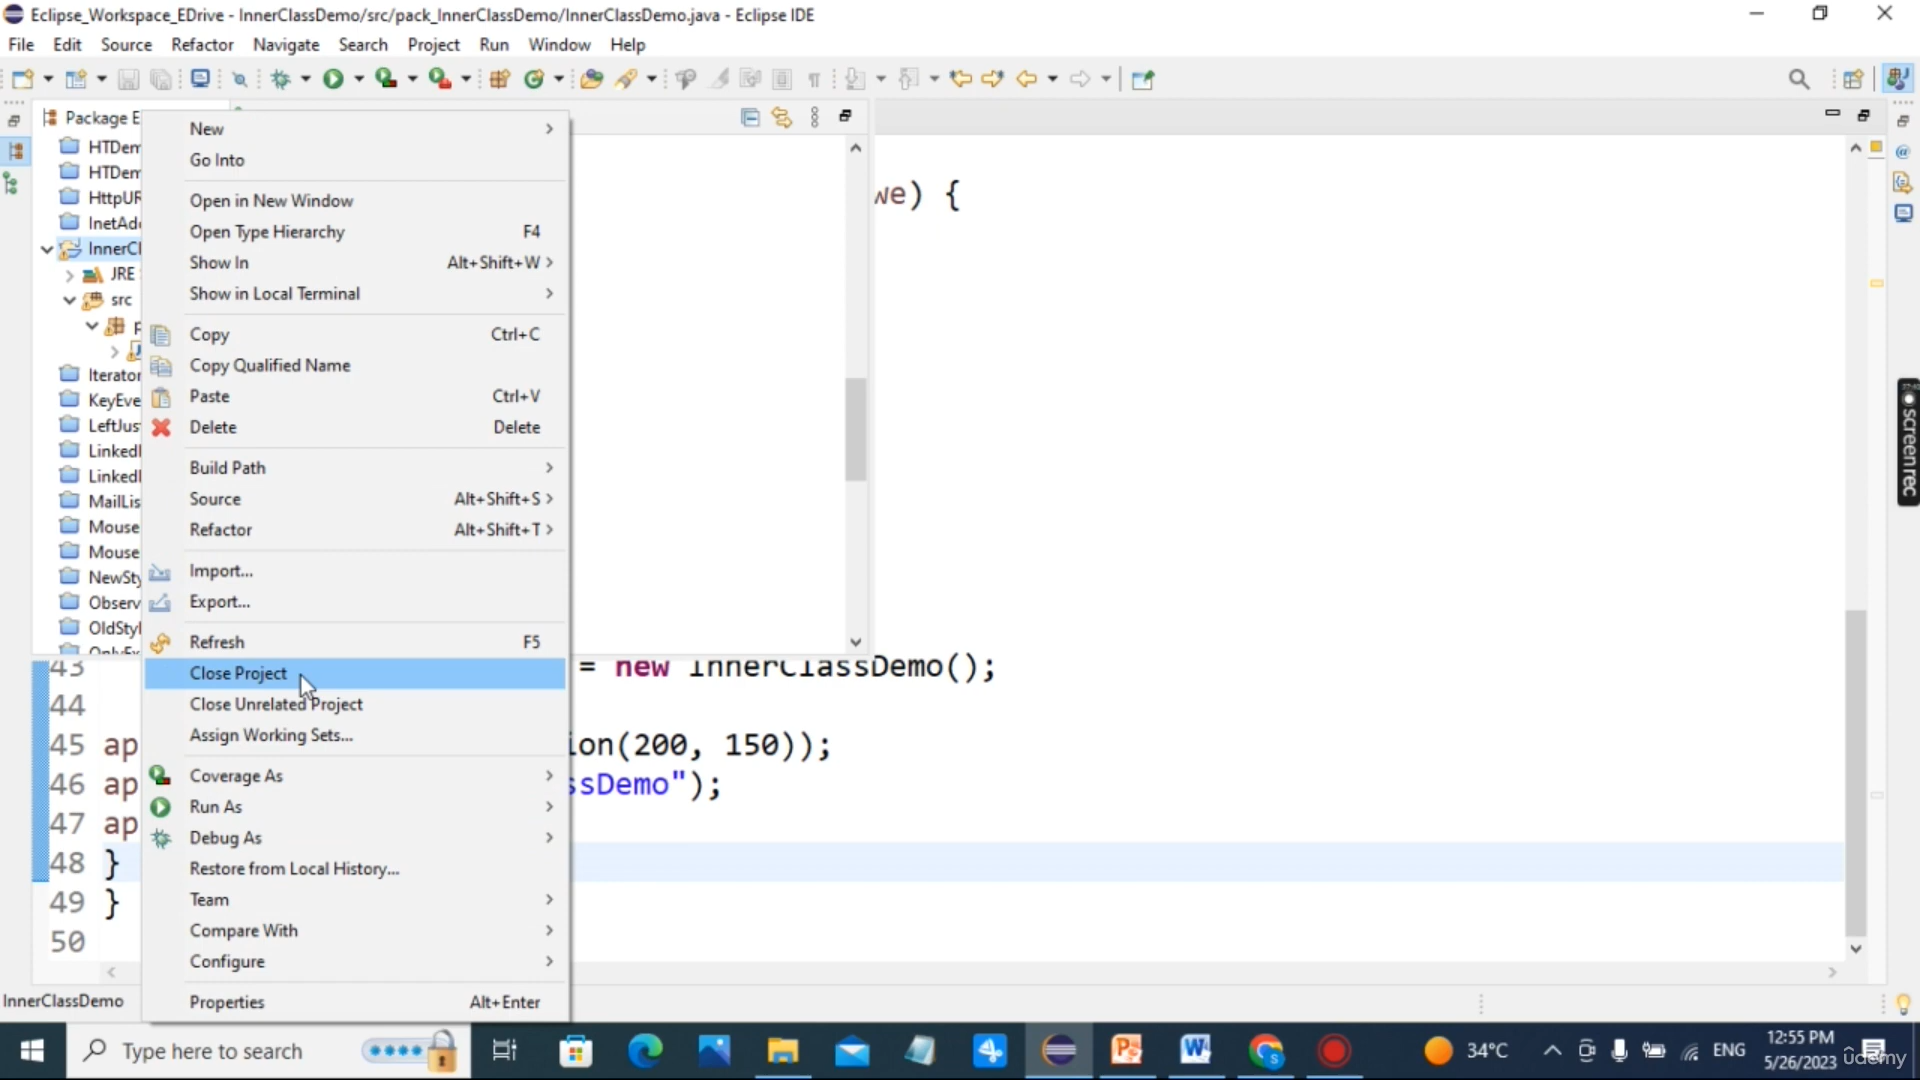 Eclipse_Workspace_EDrive - InnerClassDemo/src/pack_InnerClassDemo/InnerClassDemo.java - Eclipse IDE
File Edit Source Refactor Navigate Search Project Run Window Help
Package E
HTDem
HTDem
HttpUR
InetAd
InnerCl
JRE
src
Iterator
KeyEve
LeftJus
Linked
Linked
MailLis
Mouse
Mouse
NewSty
Observ
OldSty
OnlyEx
New
Go Into
Open in New Window
Open Type Hierarchy F4
Show In Alt+Shift+W
Show in Local Terminal
Copy Ctrl+C
Copy Qualified Name
Paste Ctrl+V
Delete Delete
Build Path
Source Alt+Shift+S
Refactor Alt+Shift+T
Import...
Export...
Refresh F5
Close Project
Close Unrelated Project
Assign Working Sets...
Coverage As
Run As
Debug As
Restore from Local History...
Team
Compare With
Configure
Properties Alt+Enter
we) {
43 = new InnerClassDemo();
44
45 ap ion(200, 150));
46 ap ssDemo");
47 ap
48 }
49 }
50
InnerClassDemo
screenrec
Type here to search
34°C
ENG
12:55 PM
5/26/2023
udemy